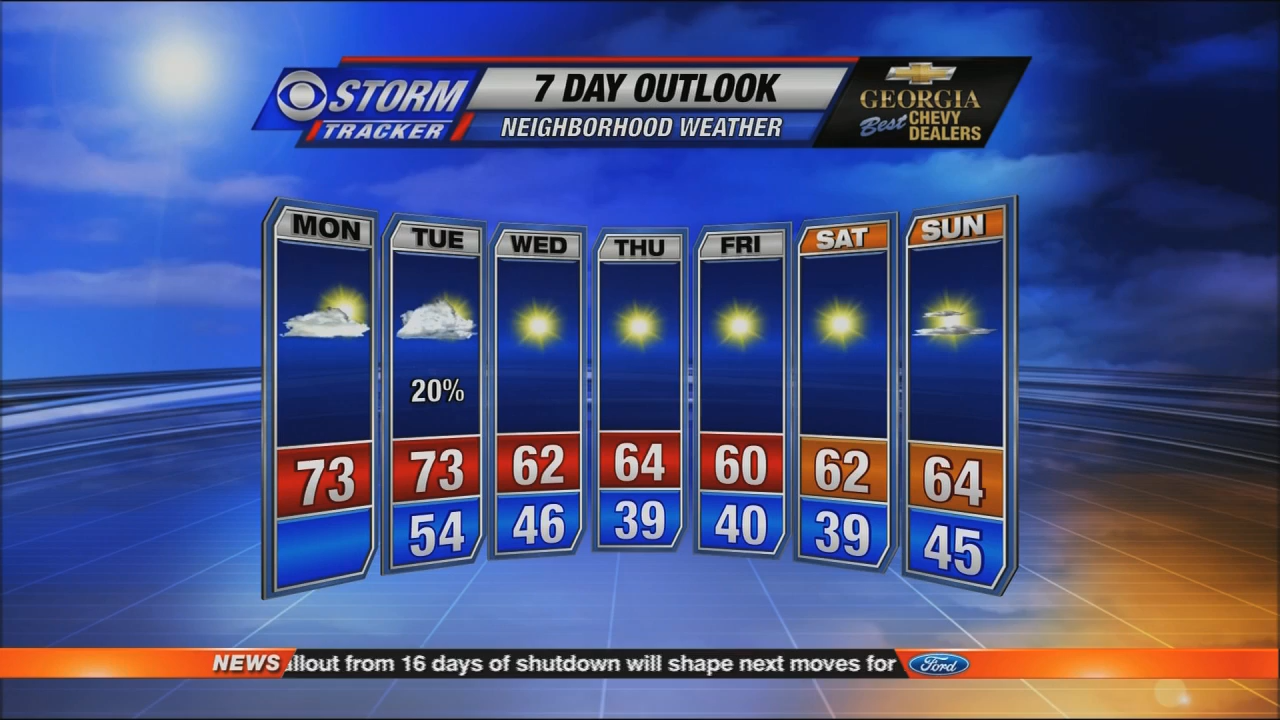 STORM
TRACKER
7 DAY OUTLOOK
NEIGHBORHOOD WEATHER
GEORGIA
Best CHEVY
DEALERS
MON TUE WED THU FRI SAT SUN
20%
73 73 62 64 60 62 64
54 46 39 40 39 45
NEWS llout from 16 days of shutdown will shape next moves for Ford